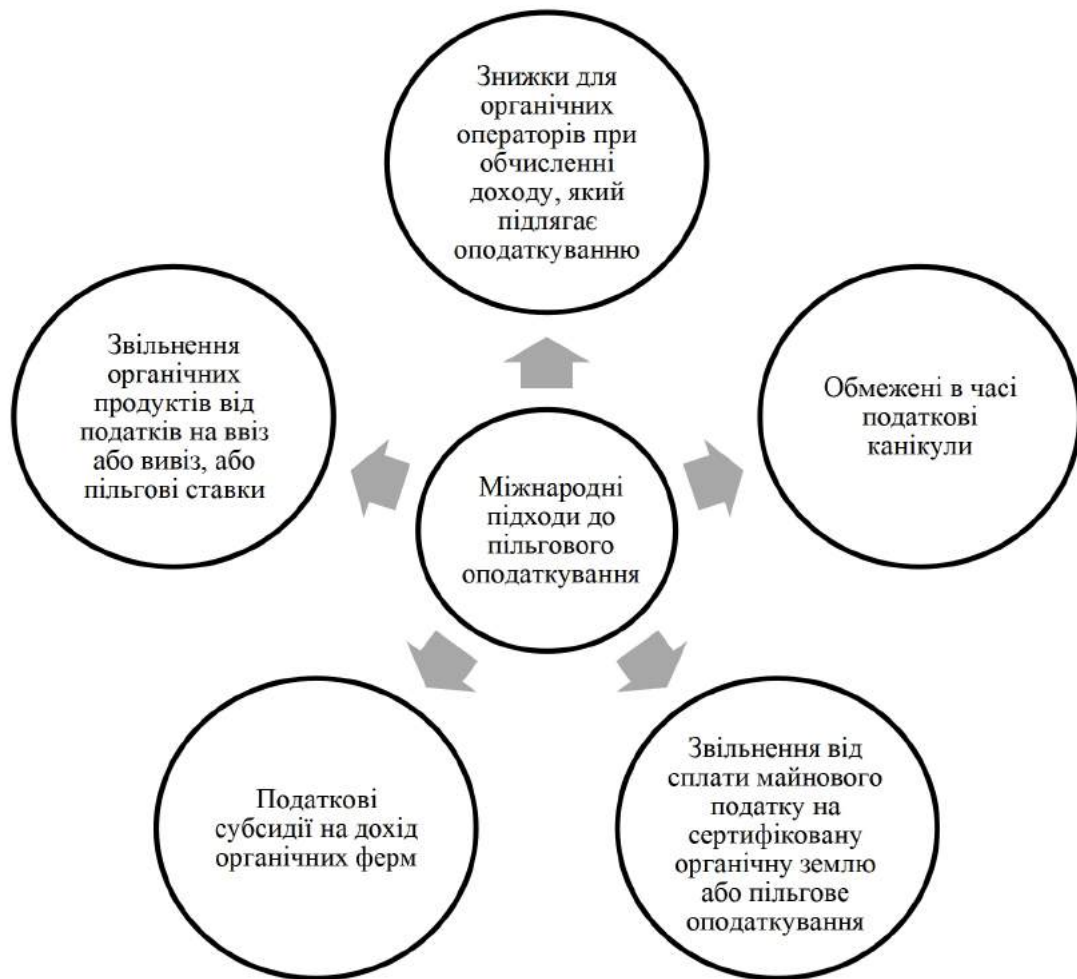 Знижки для
органічних
операторів при
обчисленні
доходу, який
підлягає
оподаткуванню
Звільнення
органічних
продуктів від
податків на ввіз
або вивіз, або
пільгові ставки
Обмежені в часі
податкові
канікули
Міжнародні
підходи до
пільгового
оподаткування
Податкові
субсидії на дохід
органічних ферм
Звільнення від
сплати майнового
податку на
сертифіковану
органічну землю
або пільгове
оподаткування